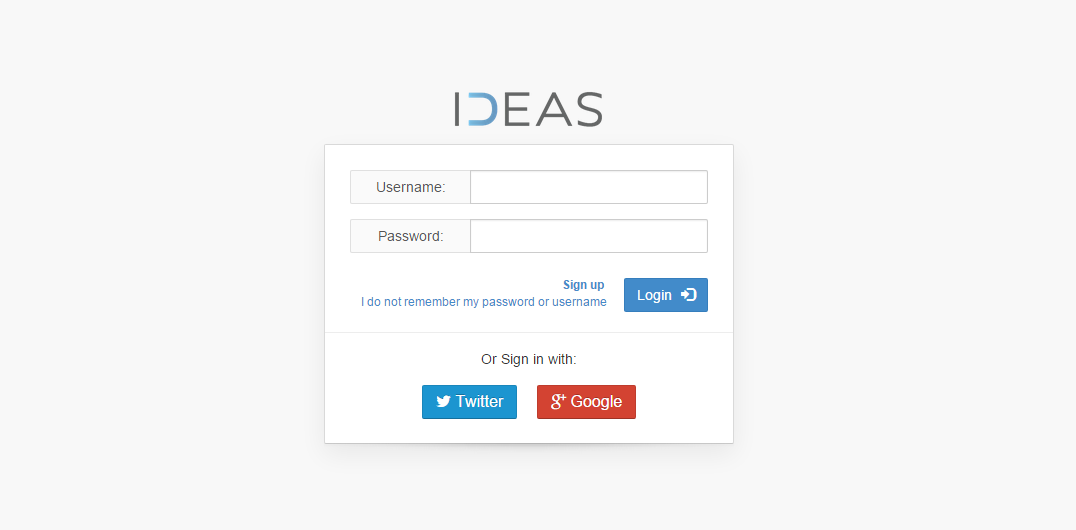 IDEAS
Username:
Password:
Sign up
I do not remember my password or username
Login
Or Sign in with:
Twitter
g+ Google